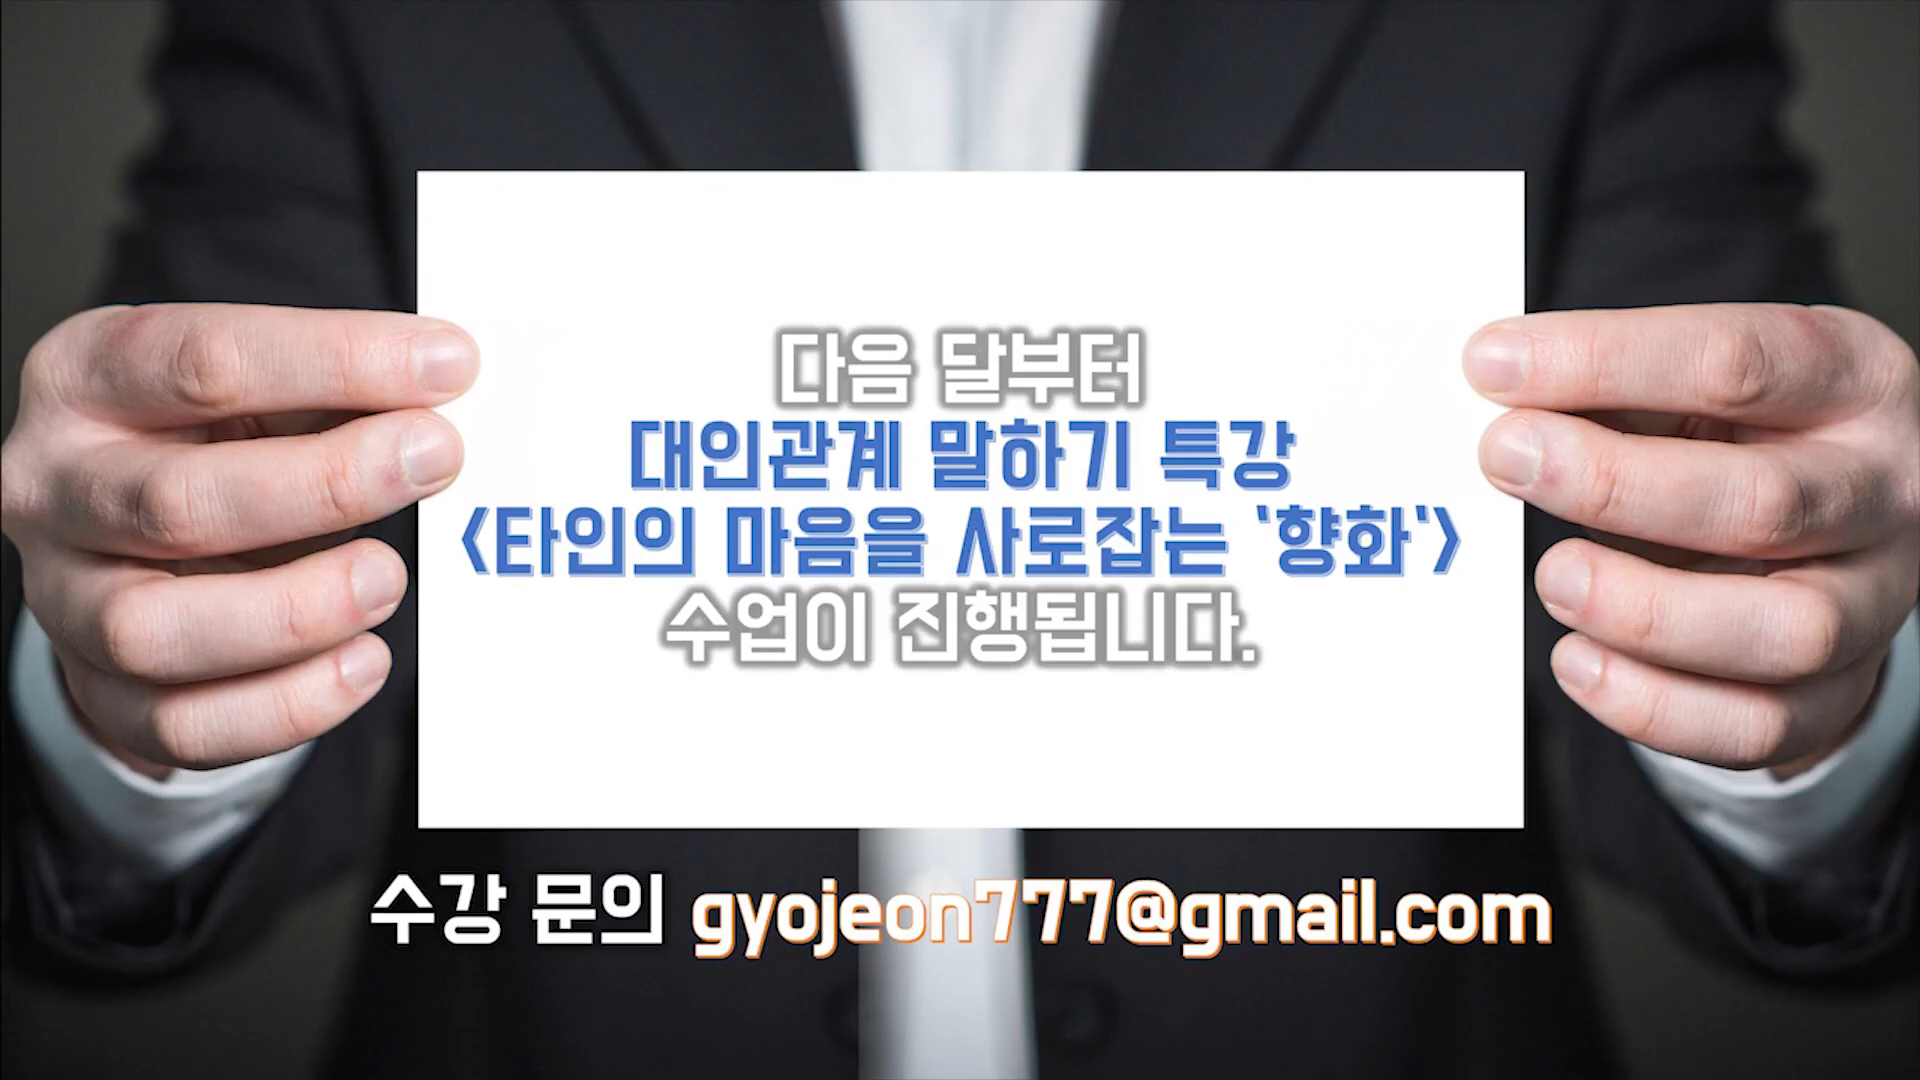 다음 달부터
대인관계 말하기 특강
<타인의 마음을 사로잡는 '향화'>
수업이 진행됩니다.
수강 문의 gyojeon777@gmail.com